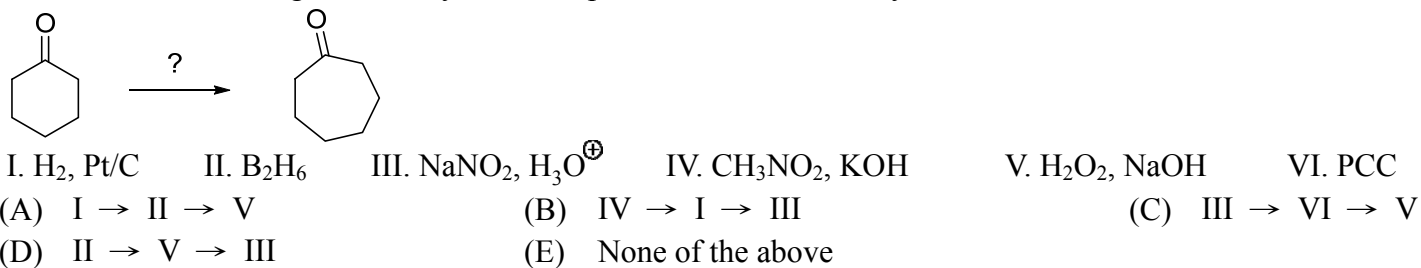 O
O
?
I. H₂, Pt/C II. B₂H₆ III. NaNO₂, H₃O⊕ IV. CH₃NO₂, KOH V. H₂O₂, NaOH VI. PCC
(A) I → II → V (B) IV → I → III (C) III → VI → V
(D) II → V → III (E) None of the above